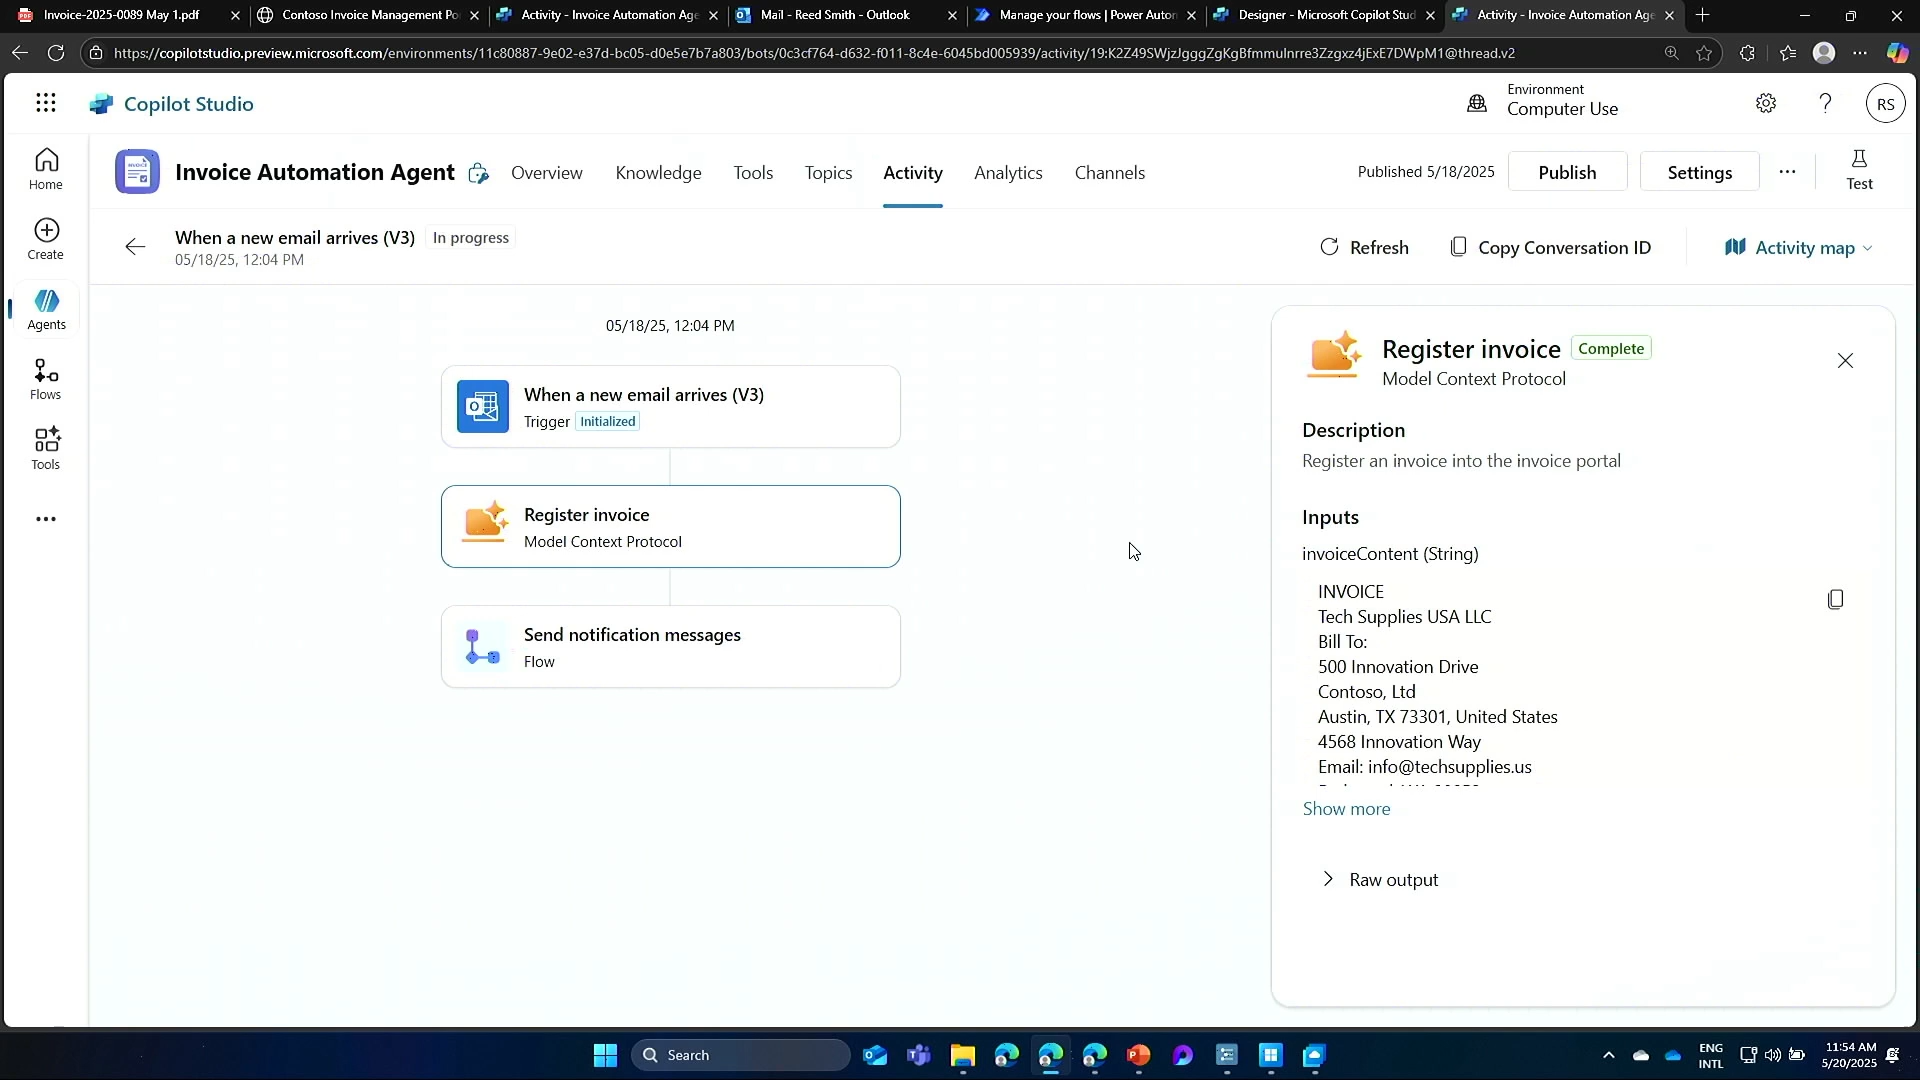 Invoice-2025-0089 May 1.pdf
Contoso Invoice Management Po
Activity - Invoice Automation Age
Mail - Reed Smith - Outlook
Manage your flows | Power Autom
Designer - Microsoft Copilot Stud
Activity - Invoice Automation Age
https://copilotstudio.preview.microsoft.com/environments/11c80887-9e02-e37d-bc05-d0e5e7b7a803/bots/0c3cf764-d632-f011-8c4e-6045bd005939/activity/19:K2Z49SWjzJgggZgKgBfmmulnrre3Zzgxz4jExE7DWpM1@thread.v2
Copilot Studio
Environment
Computer Use
RS
Home
Create
Agents
Flows
Tools
INVOICE
Invoice Automation Agent
Overview
Knowledge
Tools
Topics
Activity
Analytics
Channels
Published 5/18/2025
Publish
Settings
Test
When a new email arrives (V3)
In progress
05/18/25, 12:04 PM
Refresh
Copy Conversation ID
Activity map
05/18/25, 12:04 PM
When a new email arrives (V3)
Trigger Initialized
Register invoice
Model Context Protocol
Send notification messages
Flow
Register invoice
Complete
Model Context Protocol
Description
Register an invoice into the invoice portal
Inputs
invoiceContent (String)
INVOICE
Tech Supplies USA LLC
Bill To:
500 Innovation Drive
Contoso, Ltd
Austin, TX 73301, United States
4568 Innovation Way
Email: info@techsupplies.us
Show more
Raw output
Search
ENG
INTL
11:54 AM
5/20/2025